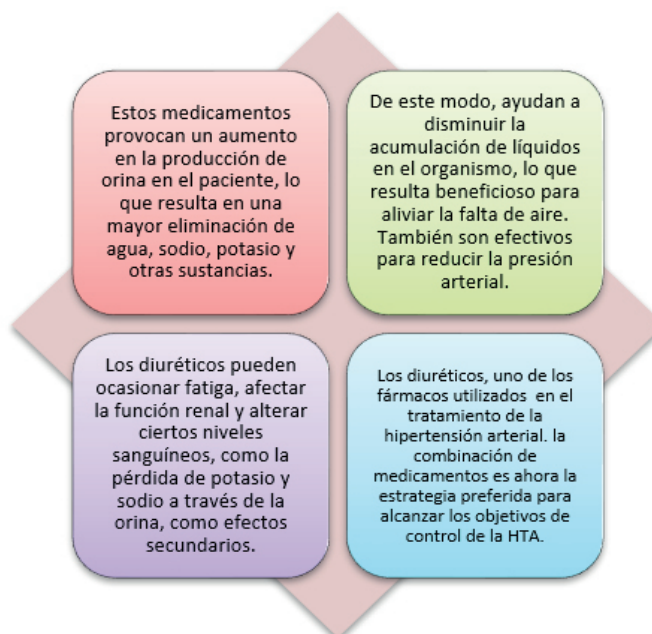 Estos medicamentos
provocan un aumento
en la producción de
orina en el paciente, lo
que resulta en una
mayor eliminación de
agua, sodio, potasio y
otras sustancias.
De este modo, ayudan a
disminuir la
acumulación de líquidos
en el organismo, lo que
resulta beneficioso para
aliviar la falta de aire.
También son efectivos
para reducir la presión
arterial.
Los diuréticos pueden
ocasionar fatiga, afectar
la función renal y alterar
ciertos niveles
sanguíneos, como la
pérdida de potasio y
sodio a través de la
orina, como efectos
secundarios.
Los diuréticos, uno de los
fármacos utilizados en el
tratamiento de la
hipertensión arterial. la
combinación de
medicamentos es ahora la
estrategia preferida para
alcanzar los objetivos de
control de la HTA.